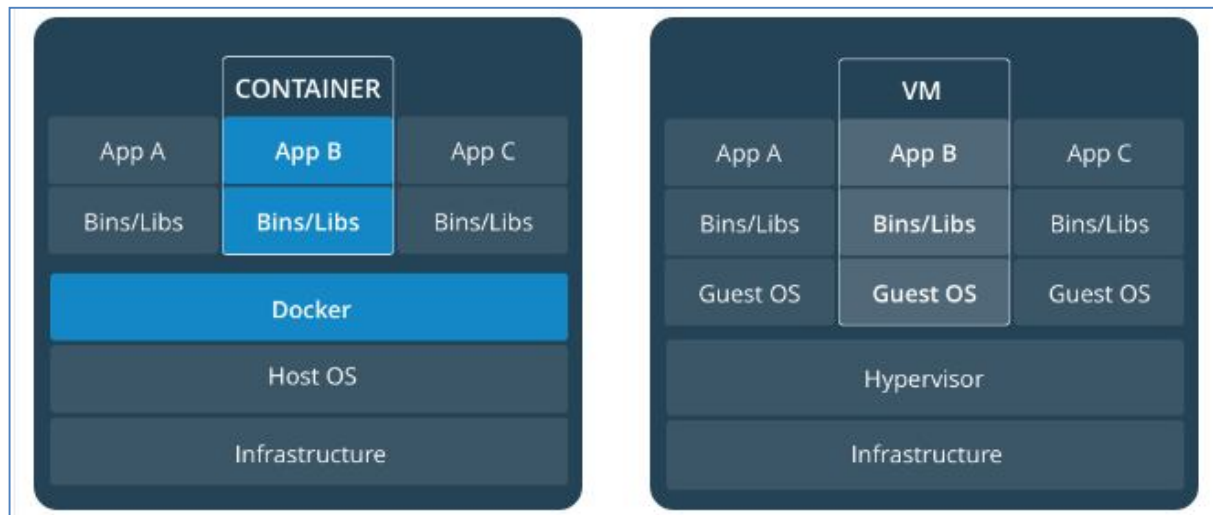 CONTAINER
App A App B App C
Bins/Libs Bins/Libs Bins/Libs
Docker
Host OS
Infrastructure
VM
App A App B App C
Bins/Libs Bins/Libs Bins/Libs
Guest OS Guest OS Guest OS
Hypervisor
Infrastructure